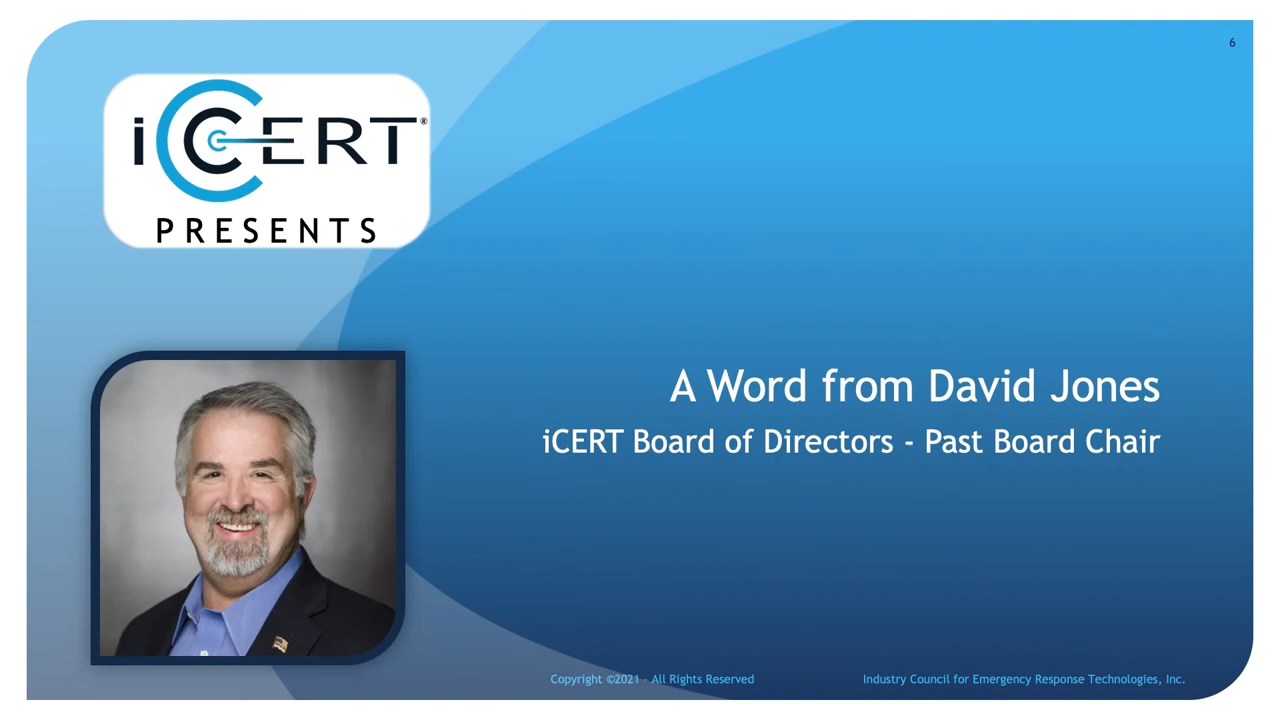 6
iCERT®
PRESENTS
A Word from David Jones
iCERT Board of Directors - Past Board Chair
Copyright ©2021 - All Rights Reserved
Industry Council for Emergency Response Technologies, Inc.